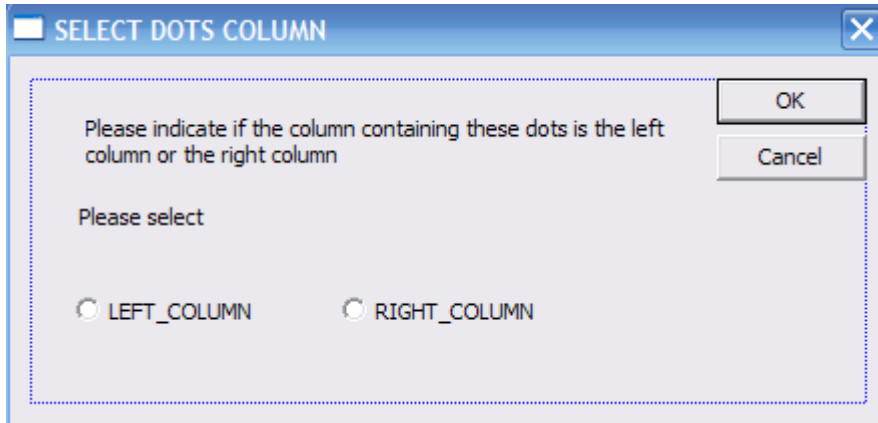 SELECT DOTS COLUMN
OK
Please indicate if the column containing these dots is the left
column or the right column
Cancel
Please select
LEFT_COLUMN RIGHT_COLUMN